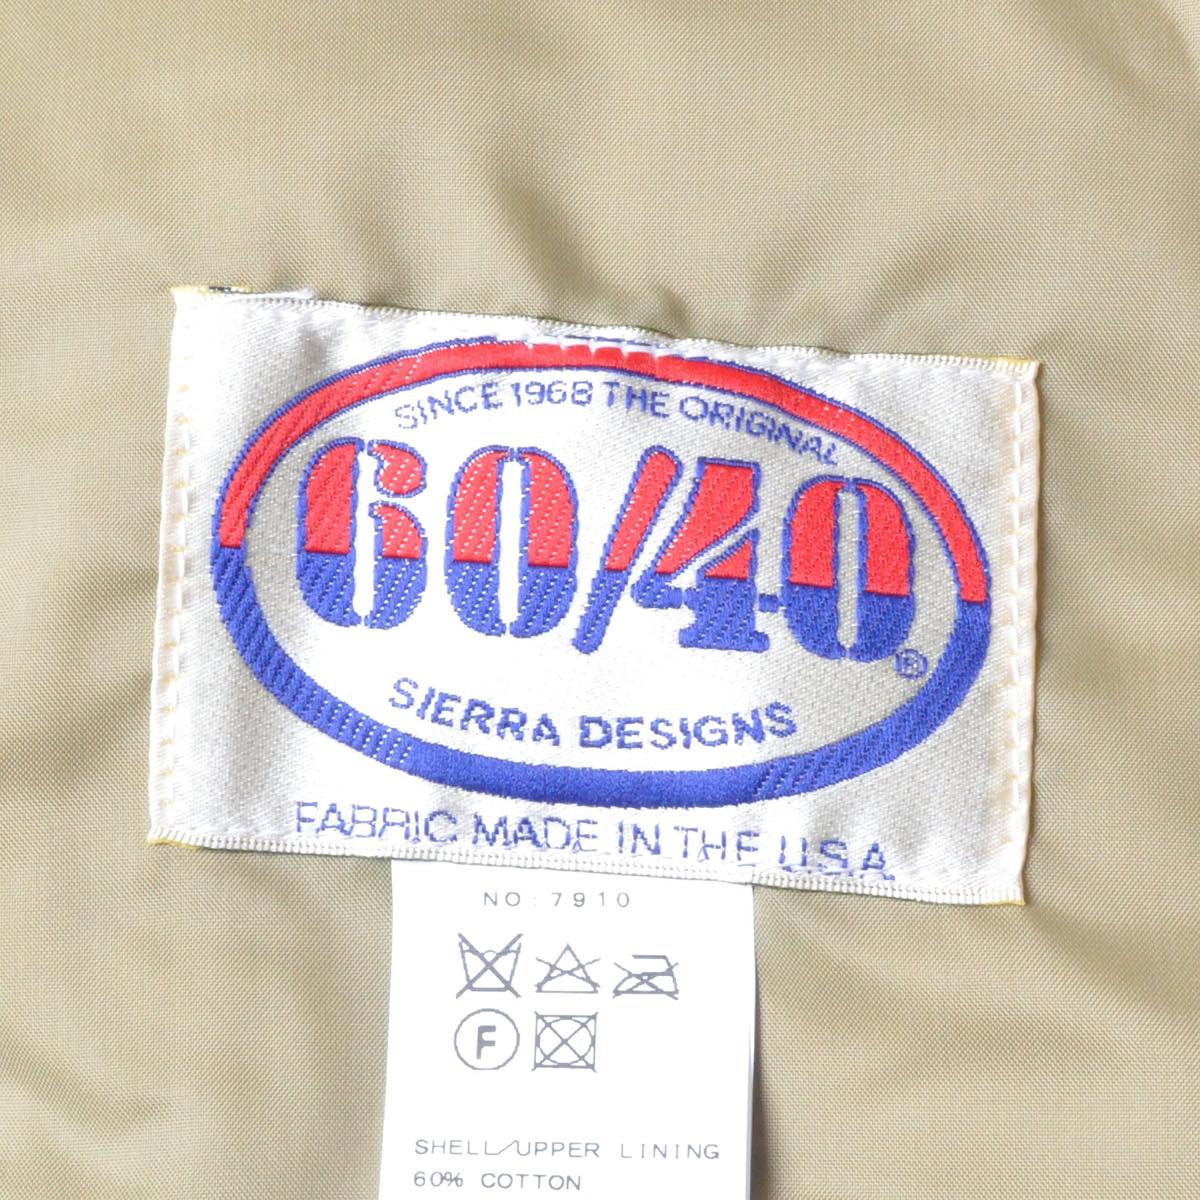 SINCE 1968 THE ORIGINAL
60/40®
SIERRA DESIGNS
FABRIC MADE IN THE U.S.A
NO:7910
F
SHELL/UPPER LINING
60% COTTON